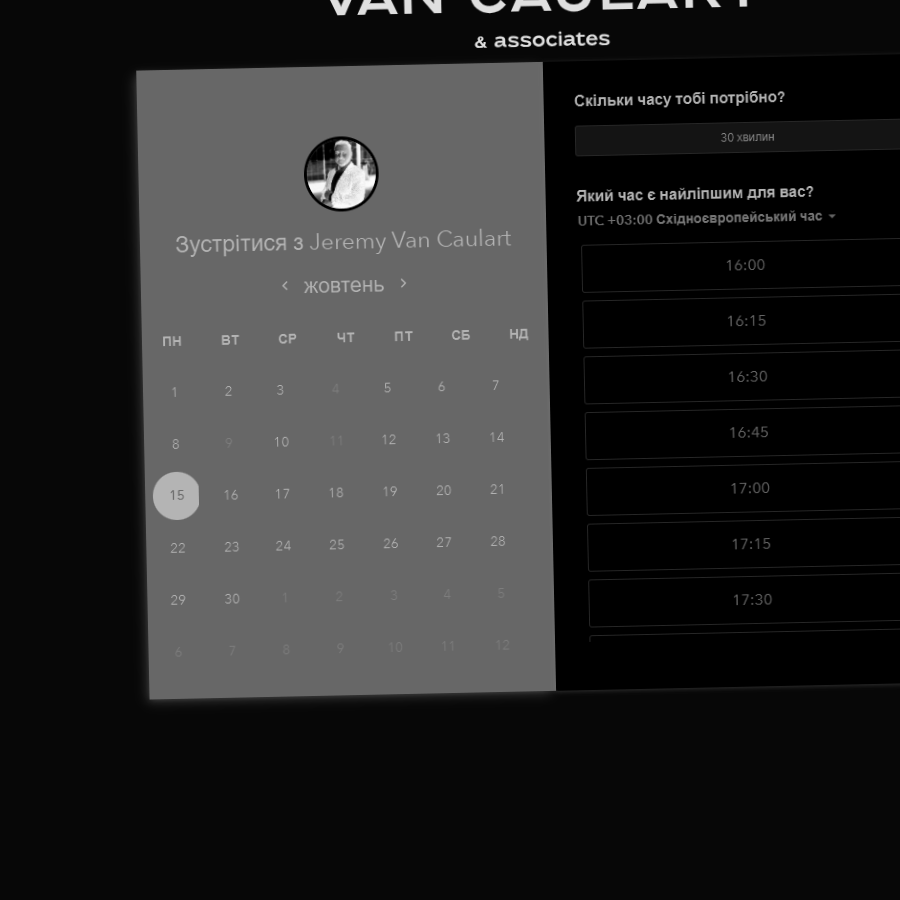 VAN CAULART
& associates
Зустрітися з Jeremy Van Caulart
‹ жовтень ›
ПН ВТ СР ЧТ ПТ СБ НД
1 2 3 4 5 6 7
8 9 10 11 12 13 14
15 16 17 18 19 20 21
22 23 24 25 26 27 28
29 30 1 2 3 4 5
6 7 8 9 10 11 12
Скільки часу тобі потрібно?
30 хвилин
Який час є найліпшим для вас?
UTC +03:00 Східноєвропейський час
16:00
16:15
16:30
16:45
17:00
17:15
17:30